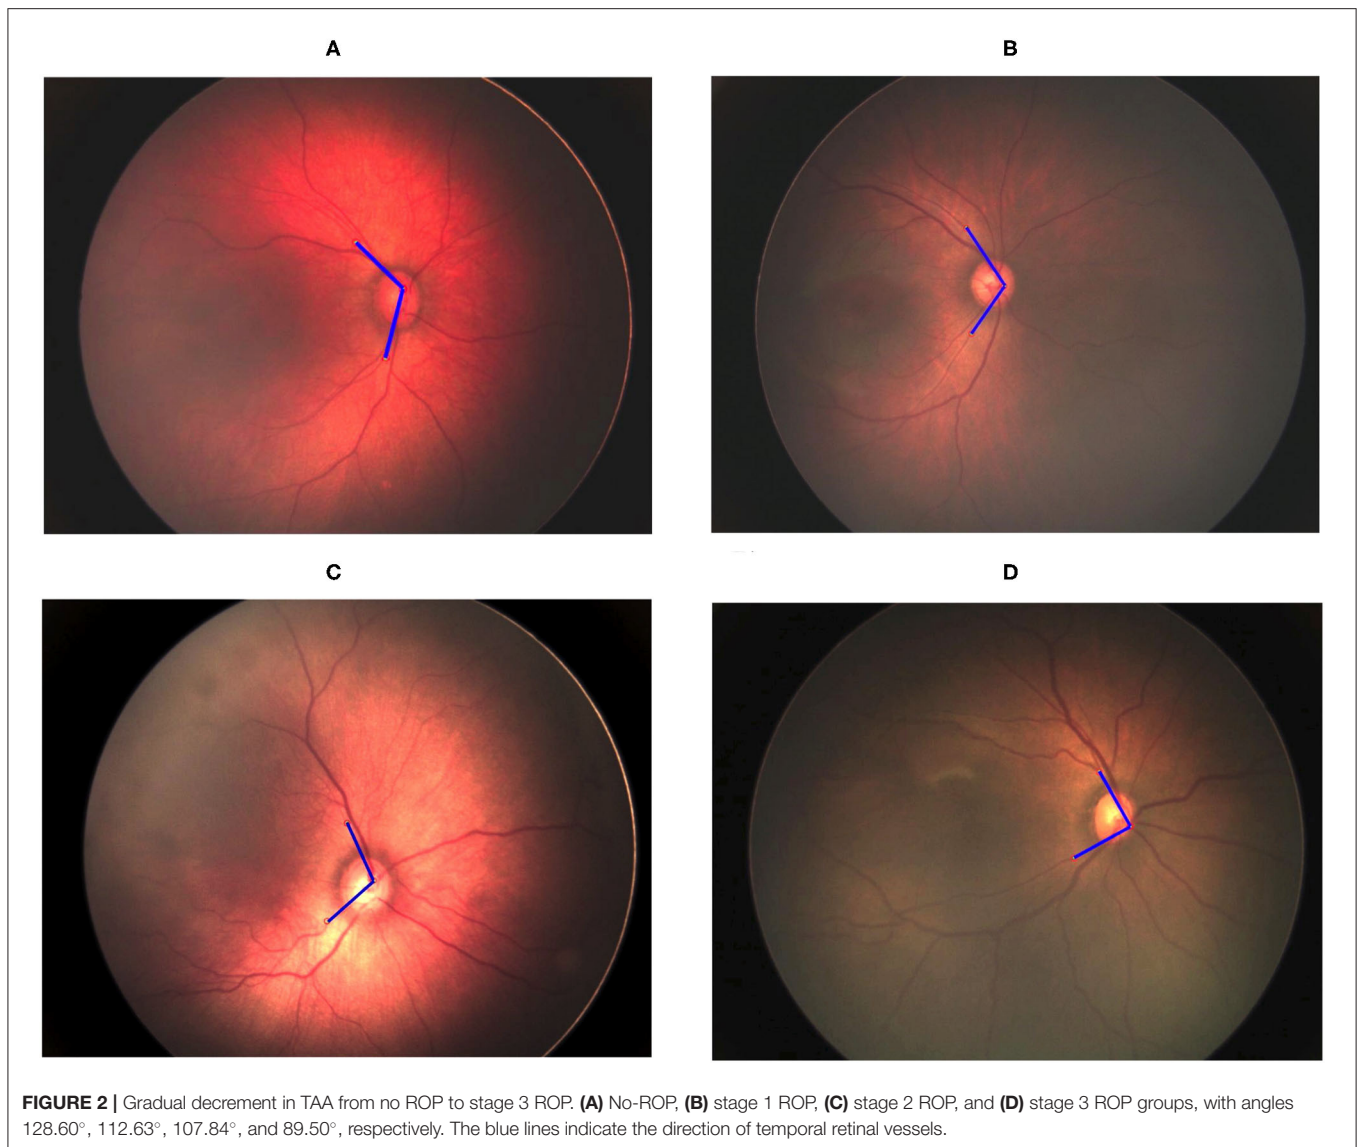 A
B
C
D
FIGURE 2 | Gradual decrement in TAA from no ROP to stage 3 ROP. (A) No-ROP, (B) stage 1 ROP, (C) stage 2 ROP, and (D) stage 3 ROP groups, with angles
128.60°, 112.63°, 107.84°, and 89.50°, respectively. The blue lines indicate the direction of temporal retinal vessels.